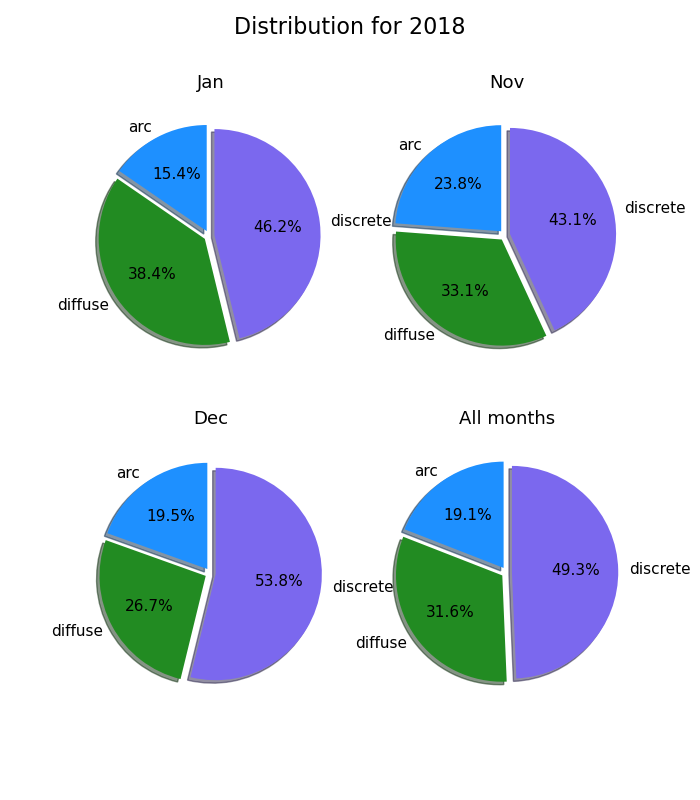 Distribution for 2018
Jan
arc
15.4%
46.2%
discrete
38.4%
diffuse
Nov
arc
23.8%
43.1%
discrete
33.1%
diffuse
Dec
arc
19.5%
53.8%
discrete
26.7%
diffuse
All months
arc
19.1%
49.3%
discrete
31.6%
diffuse